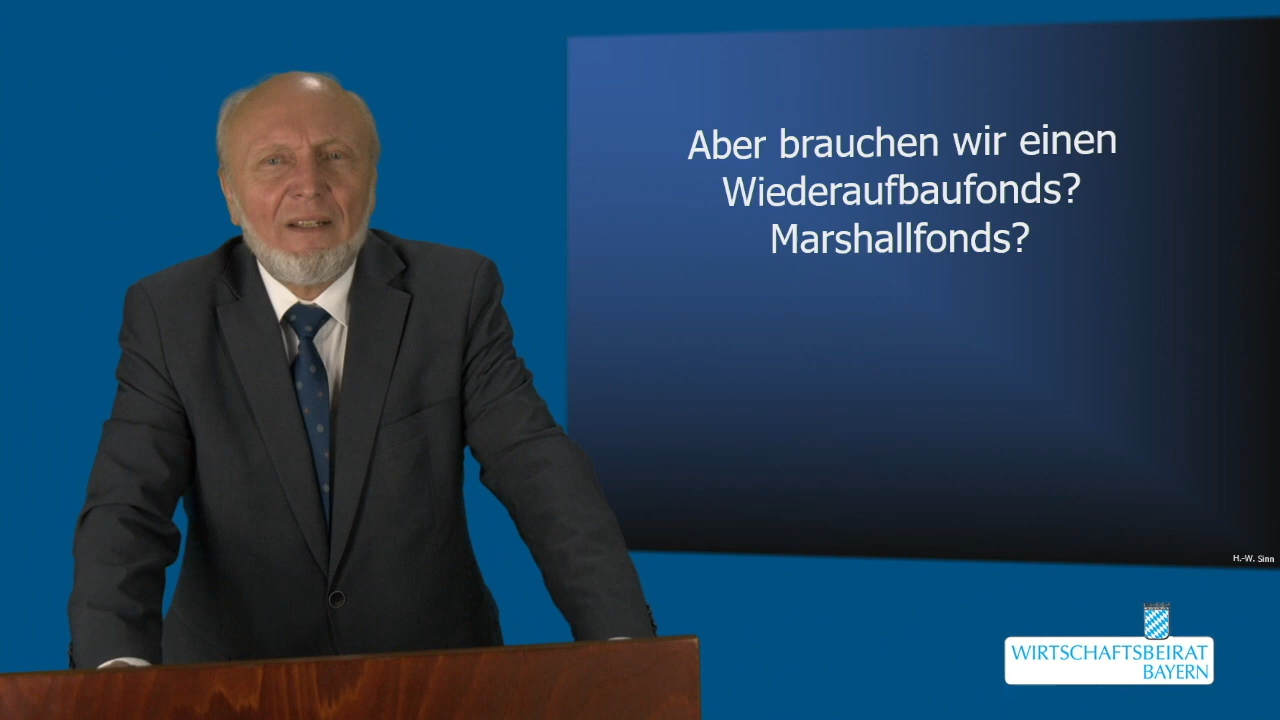 Aber brauchen wir einen
Wiederaufbaufonds?
Marshallfonds?
H.-W. Sinn
WIRTSCHAFTSBEIRAT
BAYERN